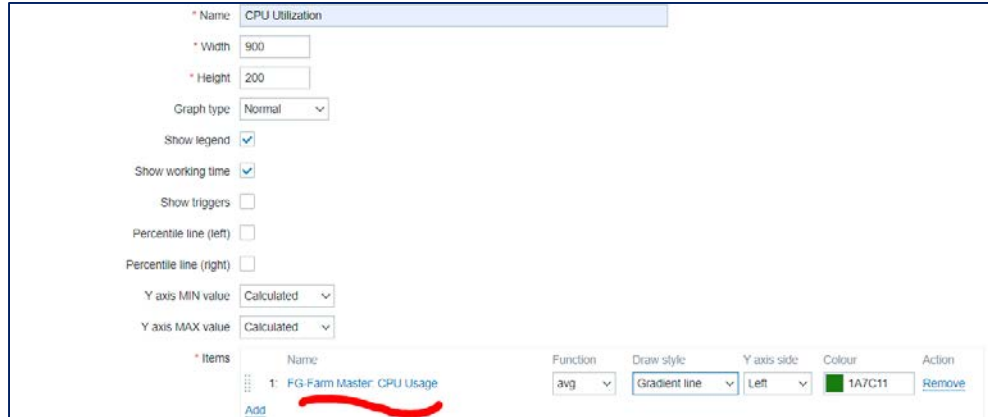 * Name CPU Utilization
* Width 900
* Height 200
Graph type Normal
Show legend
Show working time
Show triggers
Percentile line (left)
Percentile line (right)
Y axis MIN value Calculated
Y axis MAX value Calculated
* Items Name Function Draw style Y axis side Colour Action
1: FG-Farm Master: CPU Usage avg Gradient line Left 1A7C11 Remove
Add